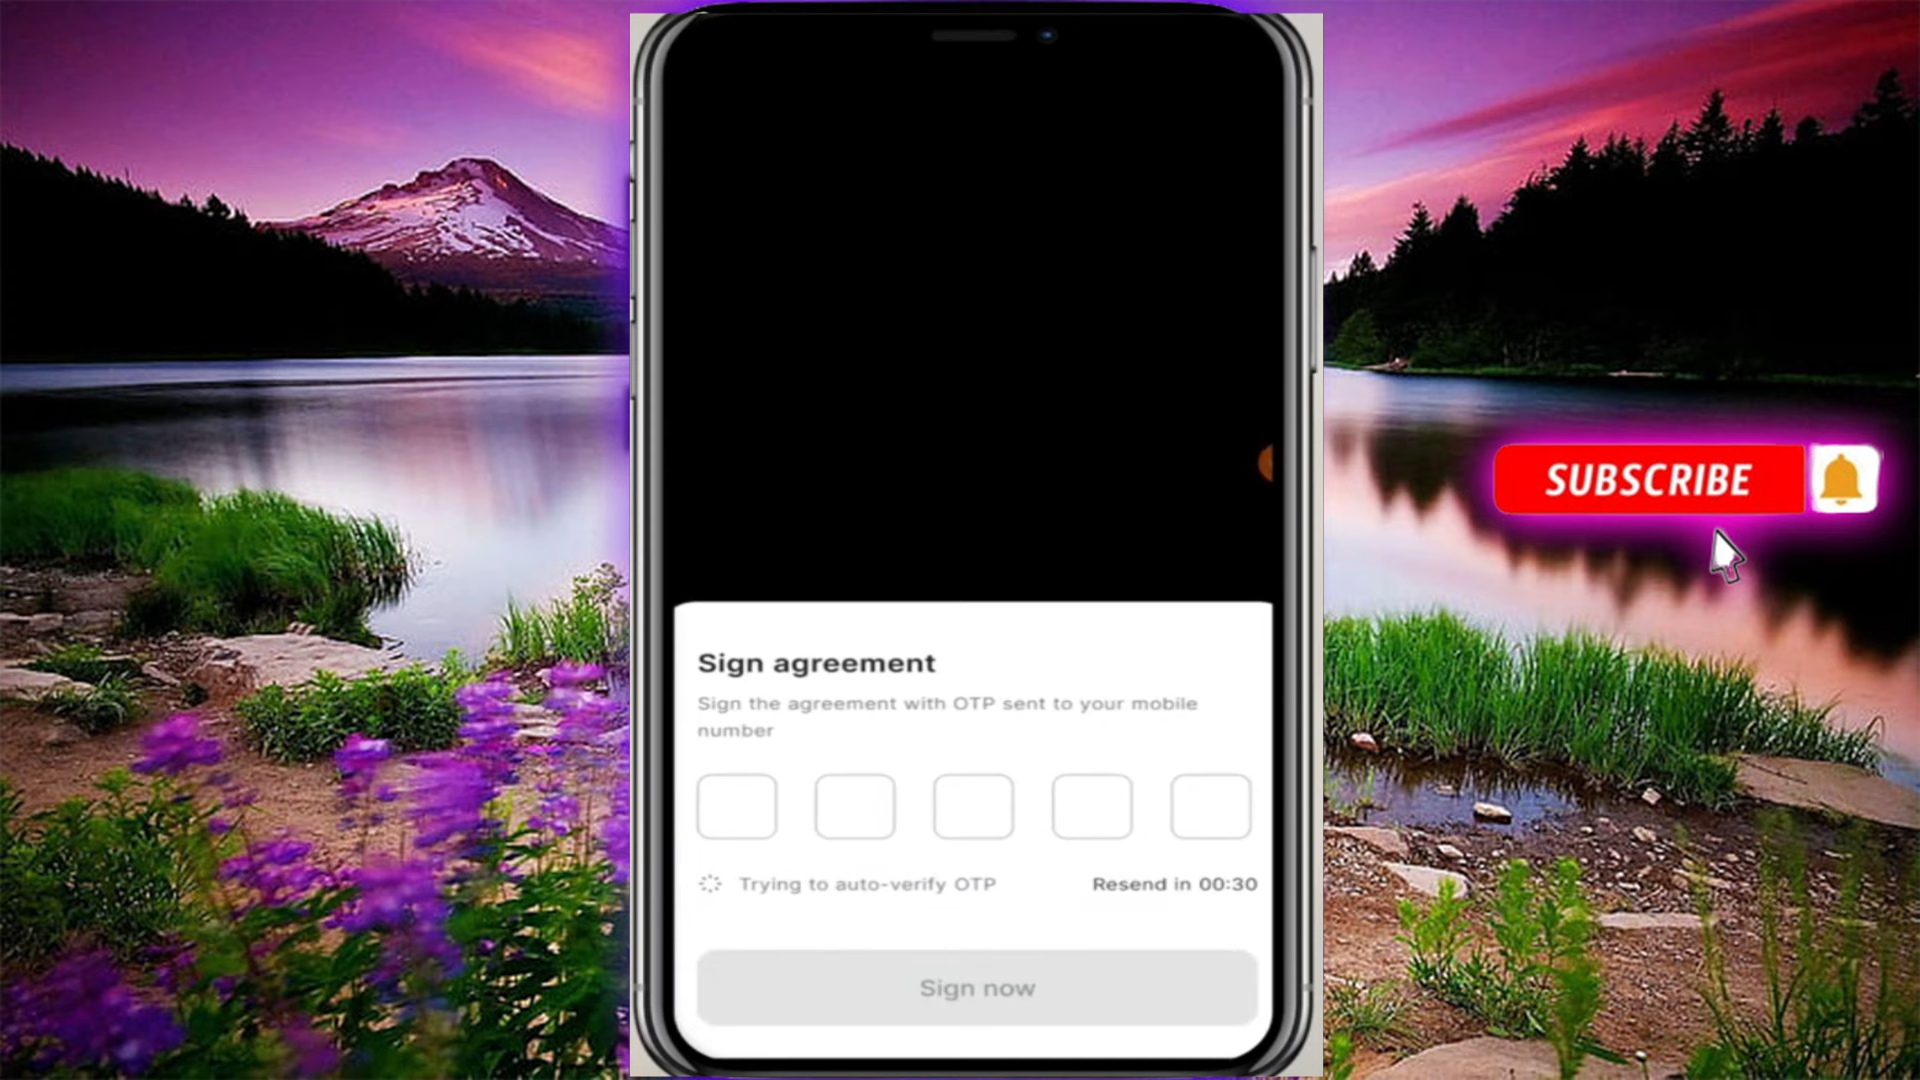 SUBSCRIBE
Sign agreement
Sign the agreement with OTP sent to your mobile
number
Trying to auto-verify OTP
Resend in 00:30
Sign now